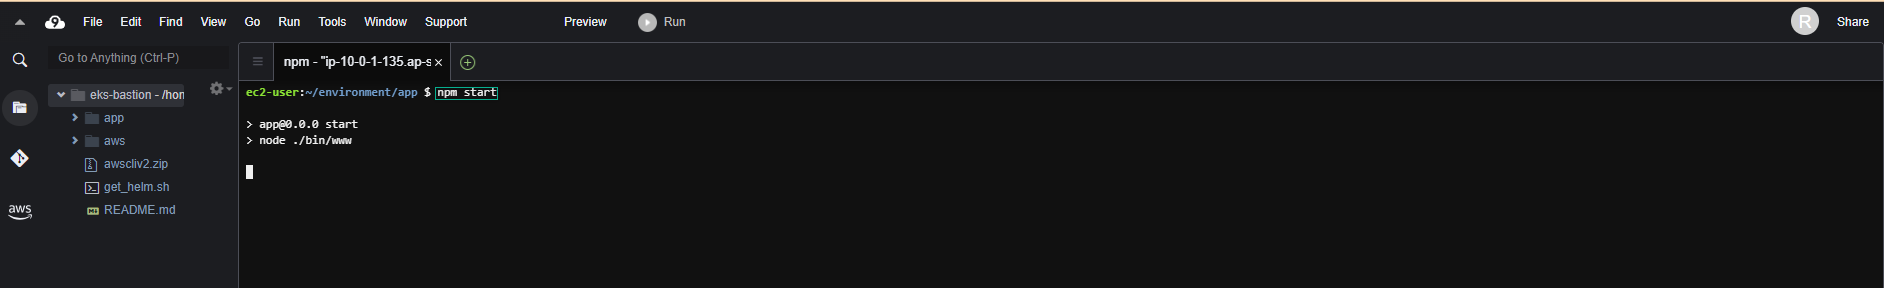 9 File Edit Find View Go Run Tools Window Support Preview Run R Share
Go to Anything (Ctrl-P)
npm - "ip-10-0-1-135.ap-s
eks-bastion - /hon
app
aws
awscliv2.zip
get_helm.sh
README.md
aws
ec2-user:~/environment/app $ npm start
> app@0.0.0 start
> node ./bin/www